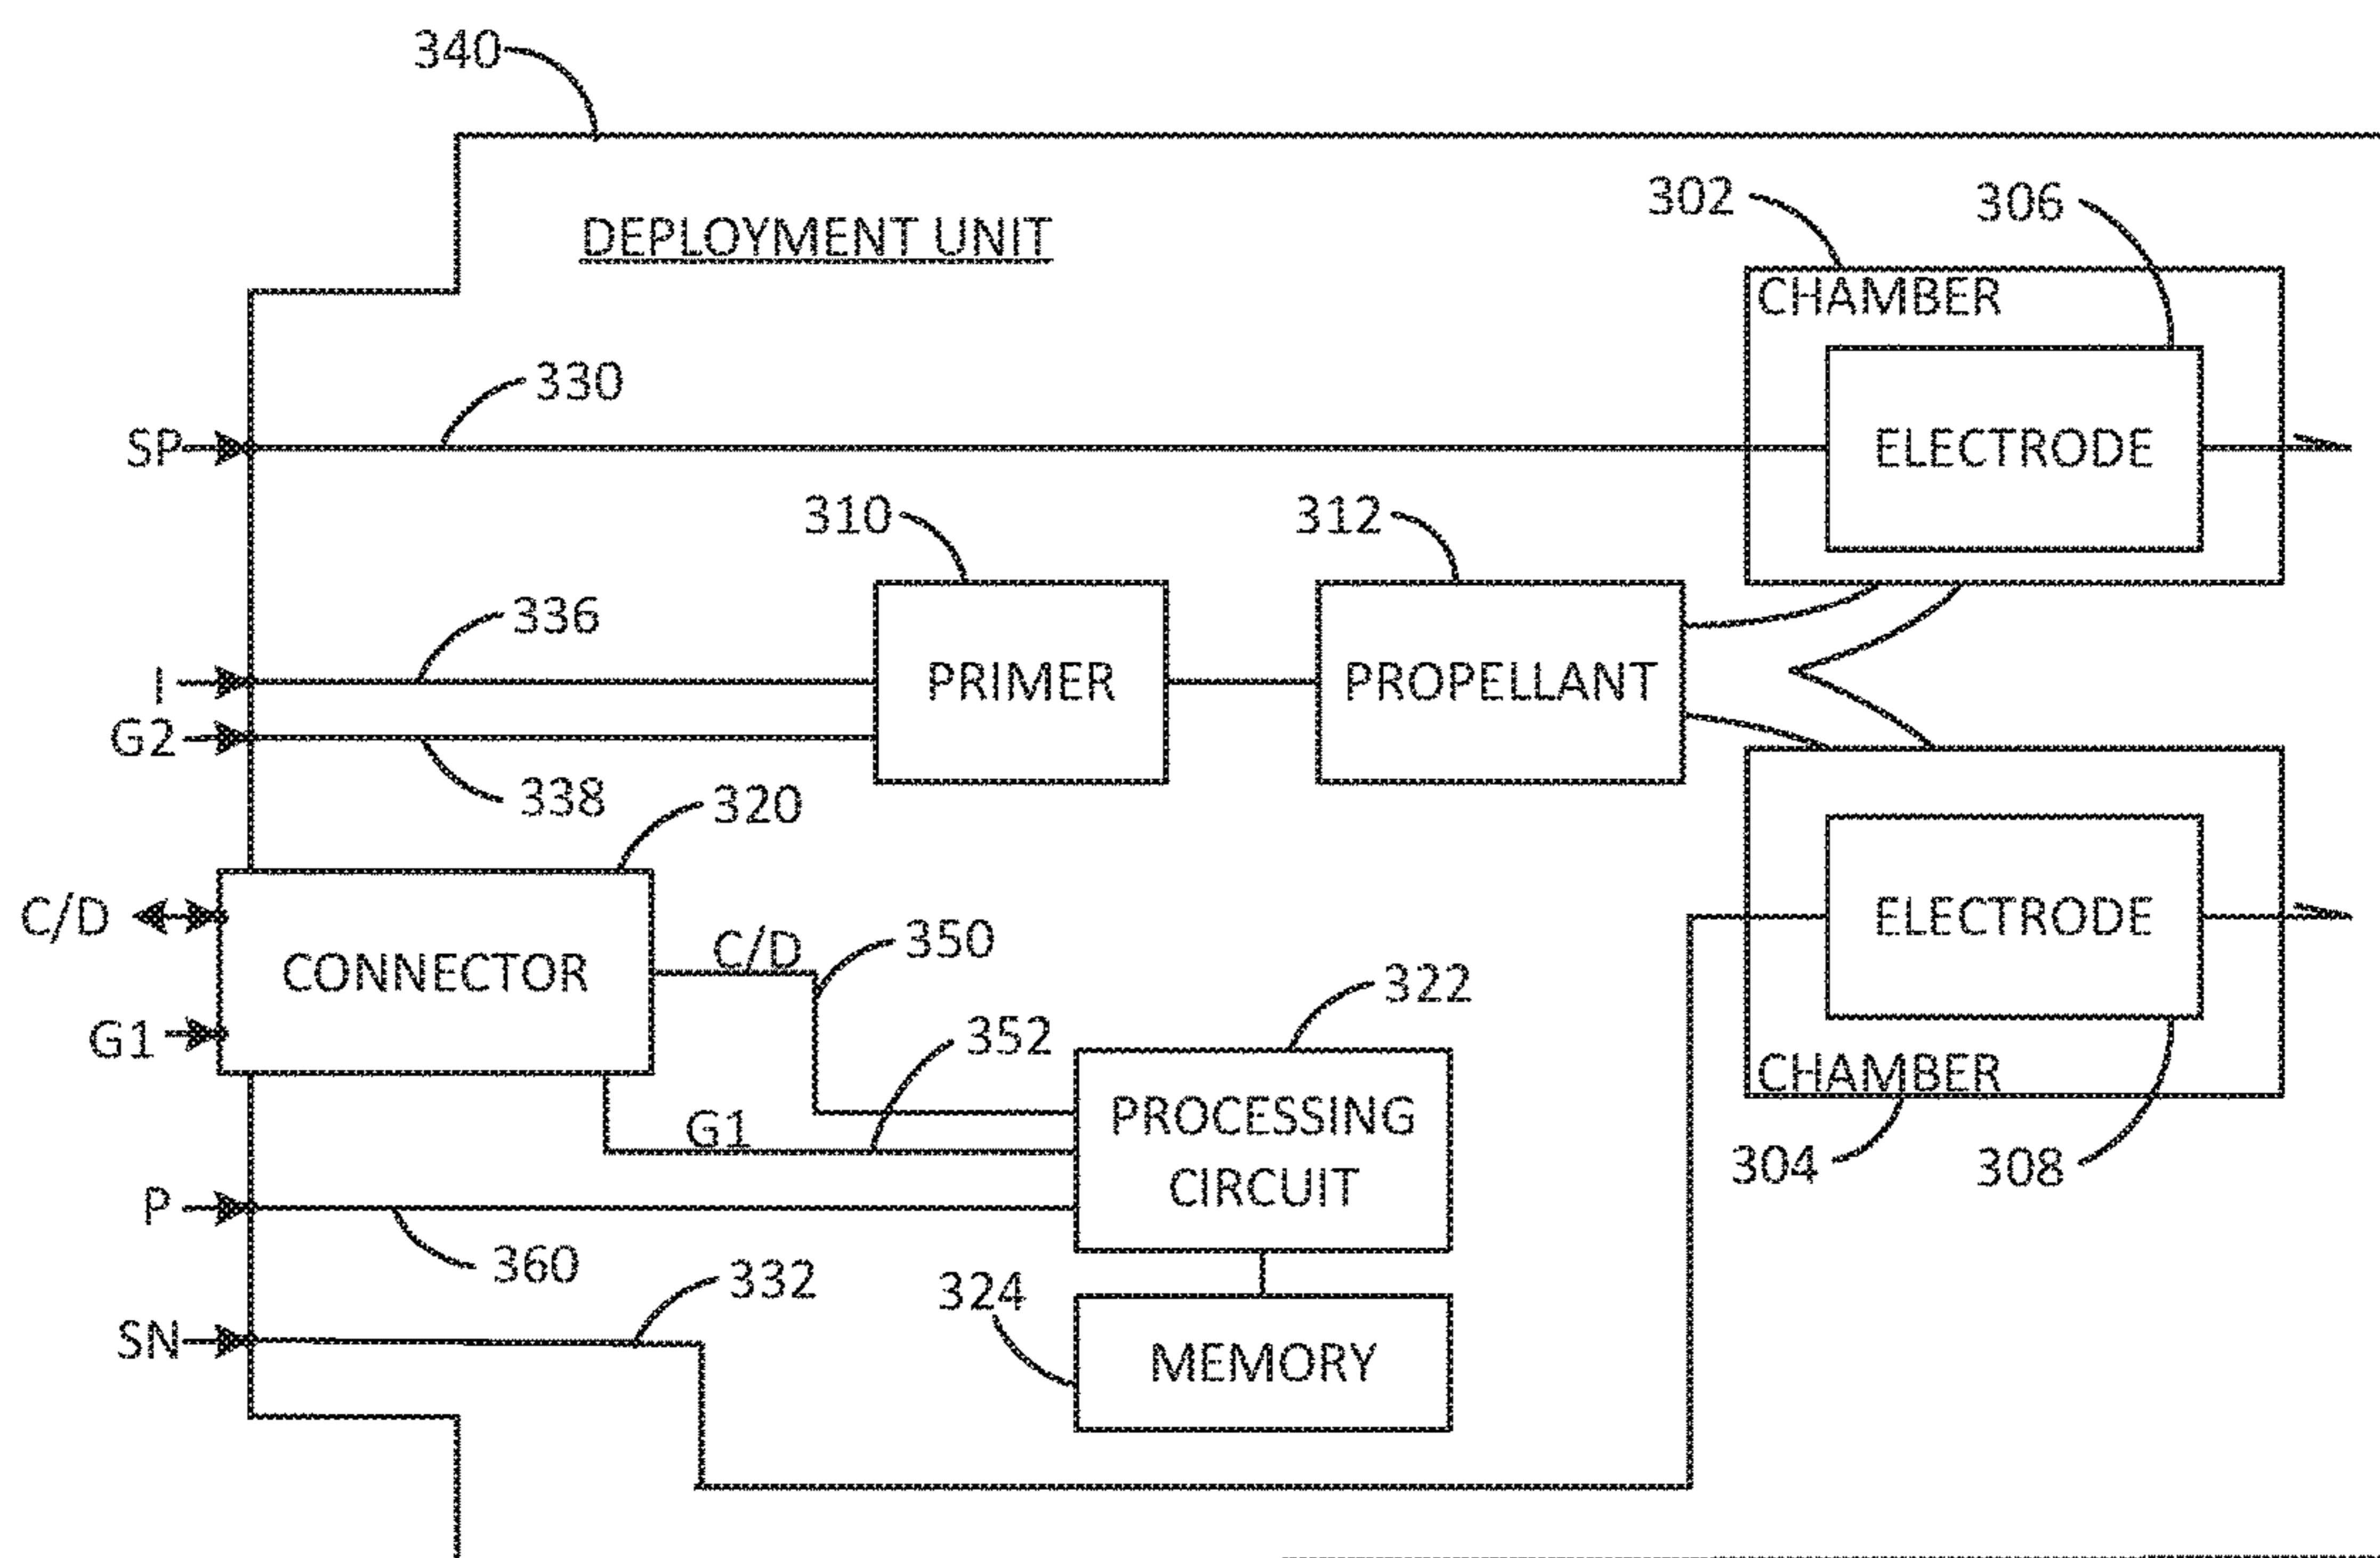 340
DEPLOYMENT UNIT
302
306
CHAMBER
330
SP
ELECTRODE
310
312
336
I
PRIMER
PROPELLANT
G2
338
320
C/D
CONNECTOR
C/D
350
ELECTRODE
322
G1
352
CHAMBER
G1
PROCESSING
CIRCUIT
304
308
P
360
332
324
SN
MEMORY